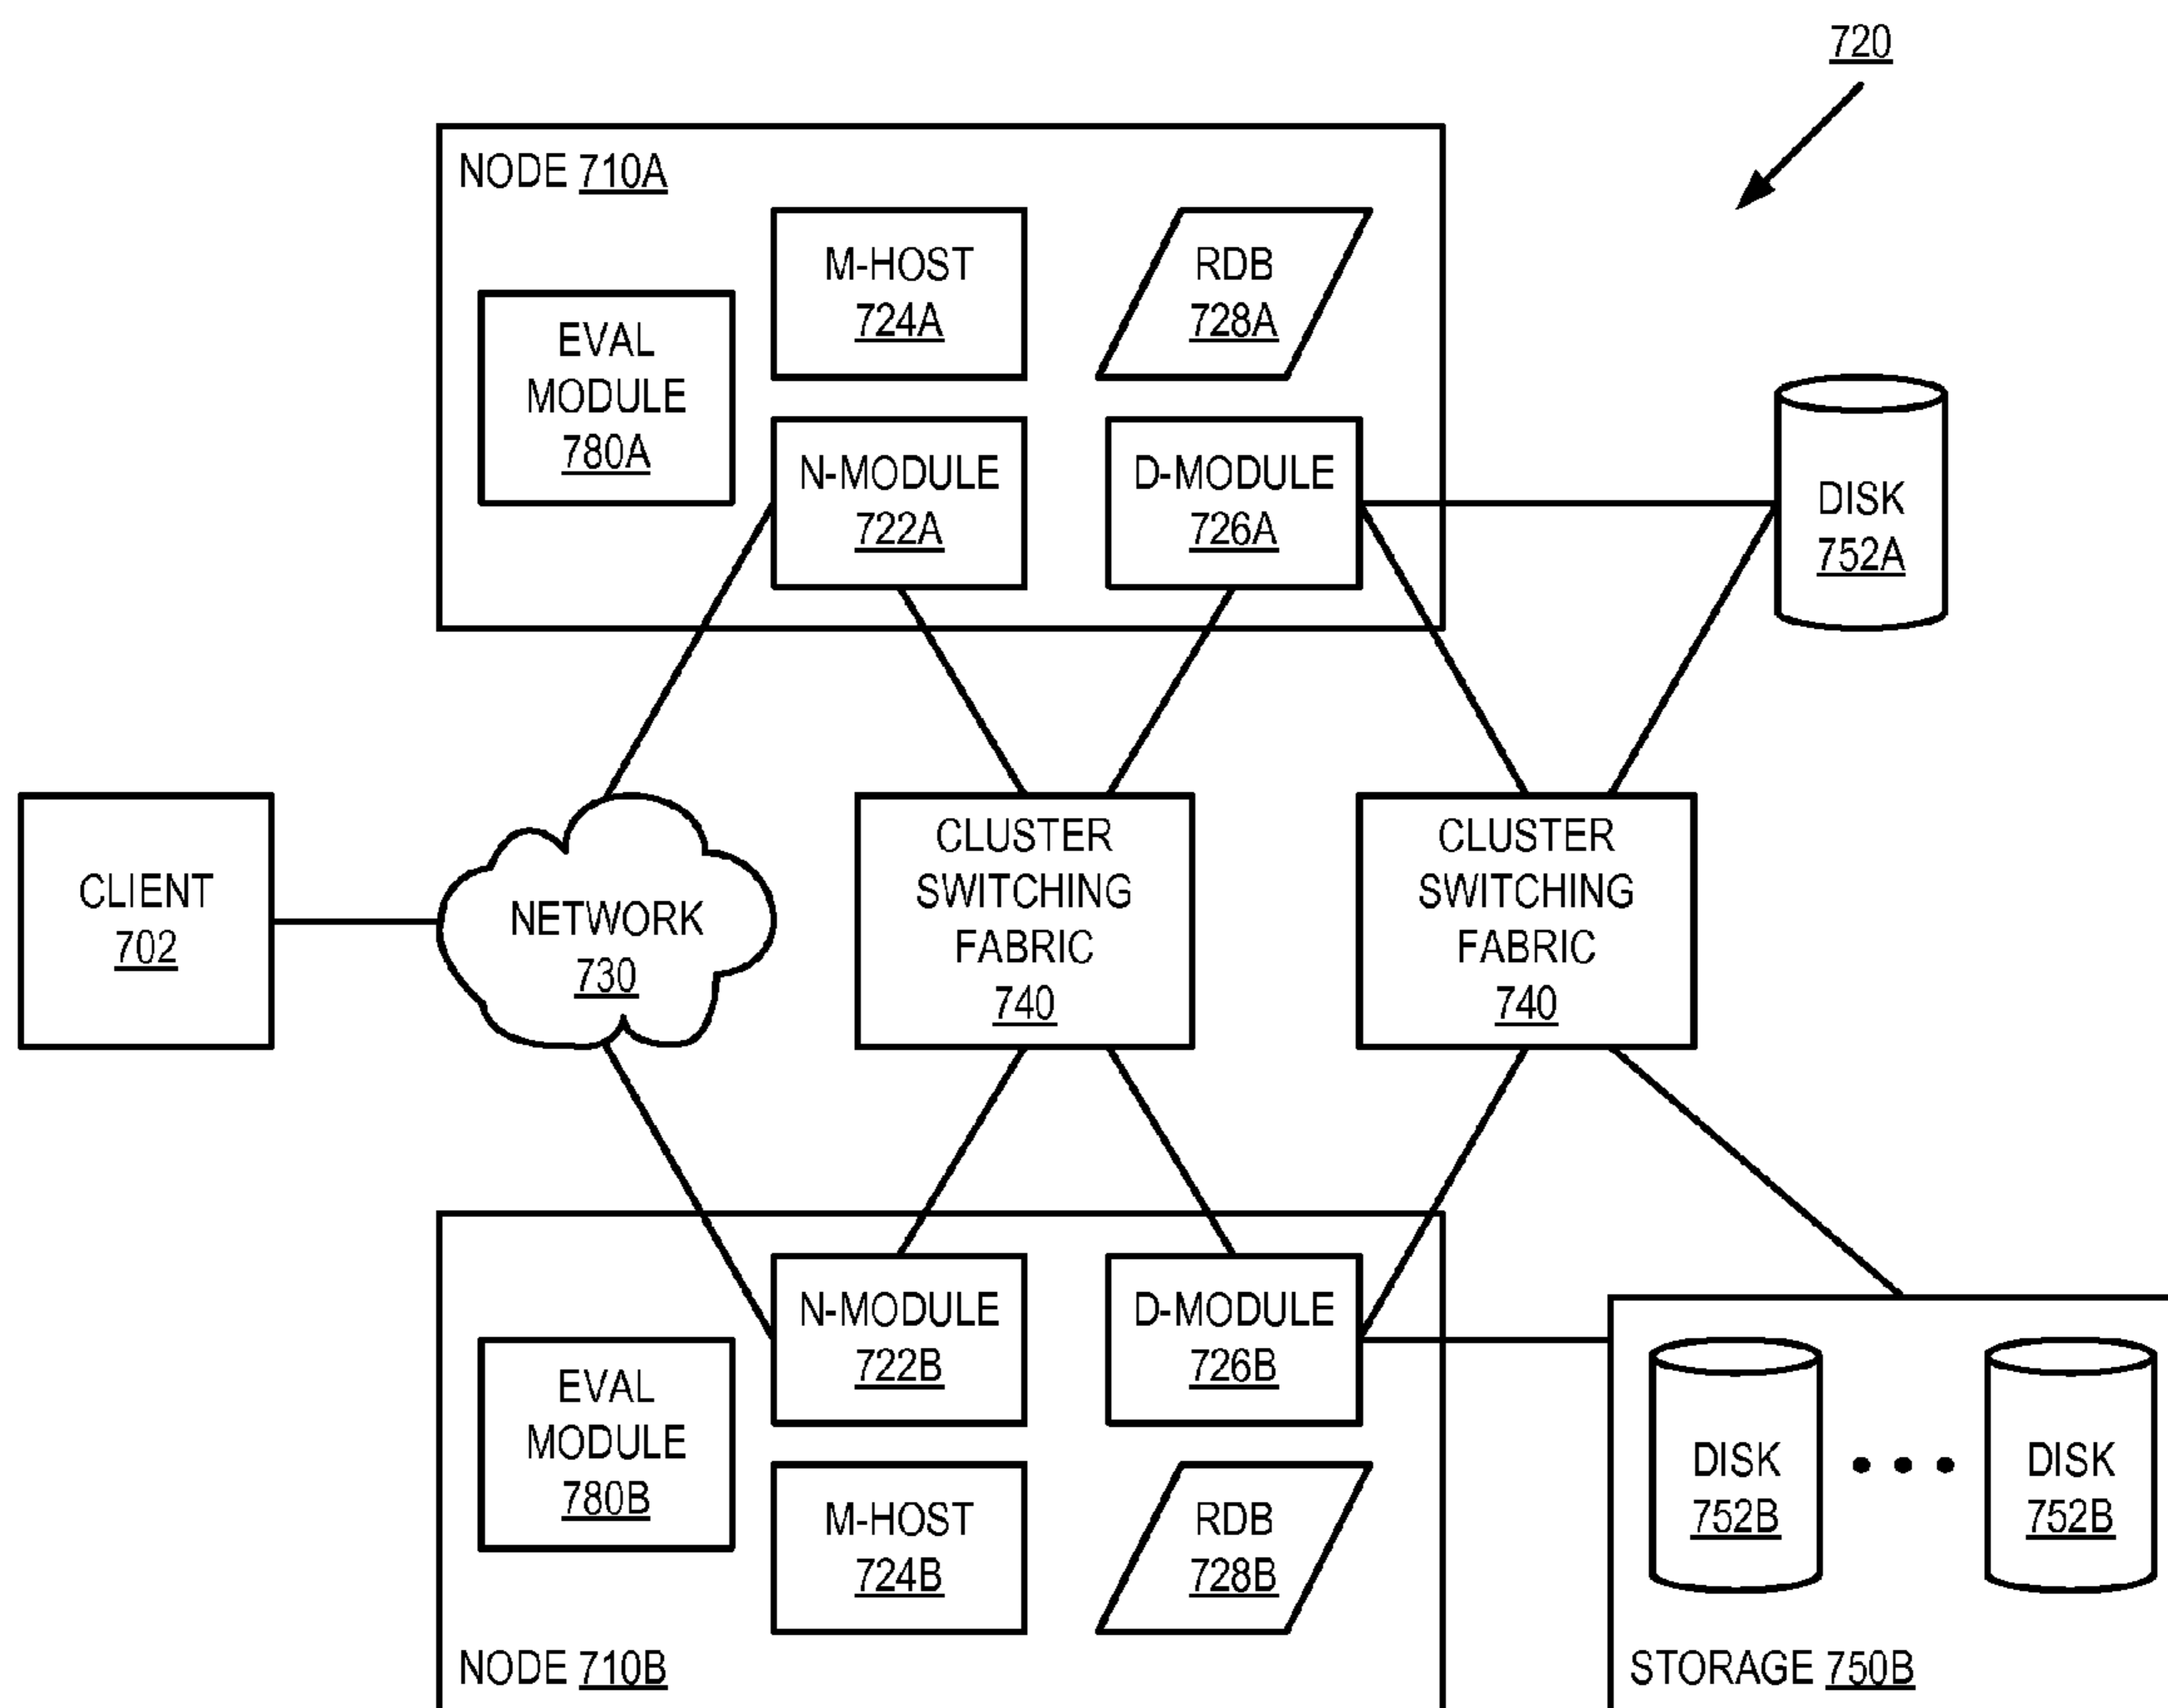 720
NODE 710A
M-HOST
724A
RDB
728A
EVAL
MODULE
780A
N-MODULE
722A
D-MODULE
726A
DISK
752A
CLIENT
702
NETWORK
730
CLUSTER
SWITCHING
FABRIC
740
CLUSTER
SWITCHING
FABRIC
740
N-MODULE
722B
D-MODULE
726B
EVAL
MODULE
780B
M-HOST
724B
RDB
728B
NODE 710B
DISK
752B
DISK
752B
STORAGE 750B